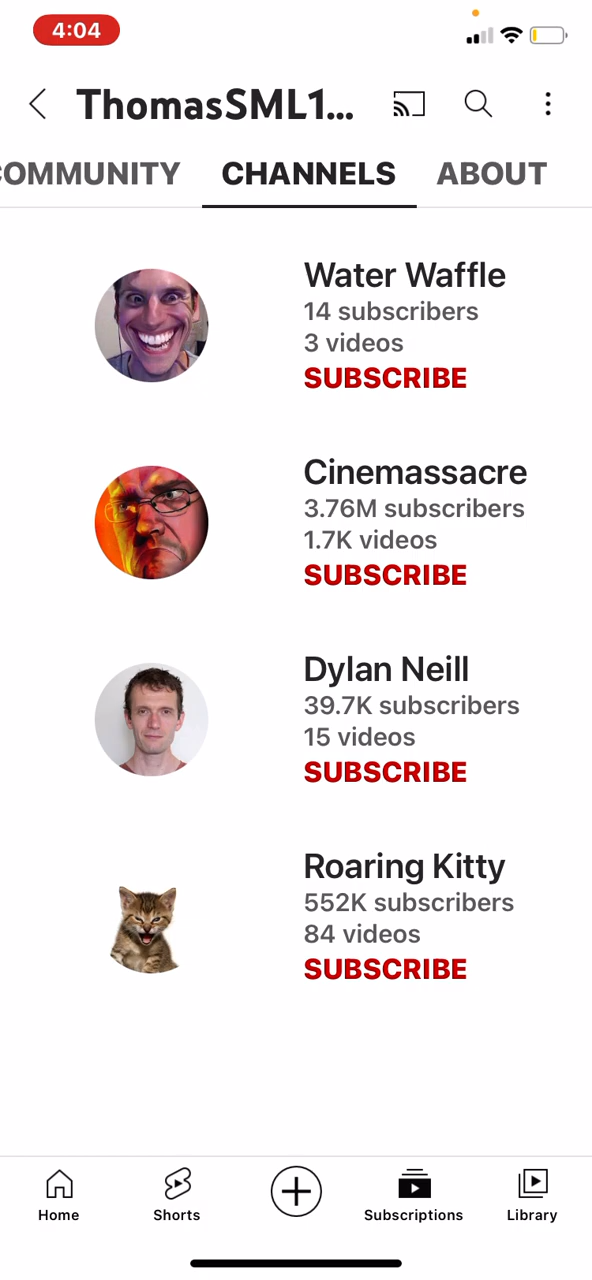 4:04
ThomasSML1...
COMMUNITY CHANNELS ABOUT
Water Waffle
14 subscribers
3 videos
SUBSCRIBE
Cinemassacre
3.76M subscribers
1.7K videos
SUBSCRIBE
Dylan Neill
39.7K subscribers
15 videos
SUBSCRIBE
Roaring Kitty
552K subscribers
84 videos
SUBSCRIBE
Home Shorts Subscriptions Library